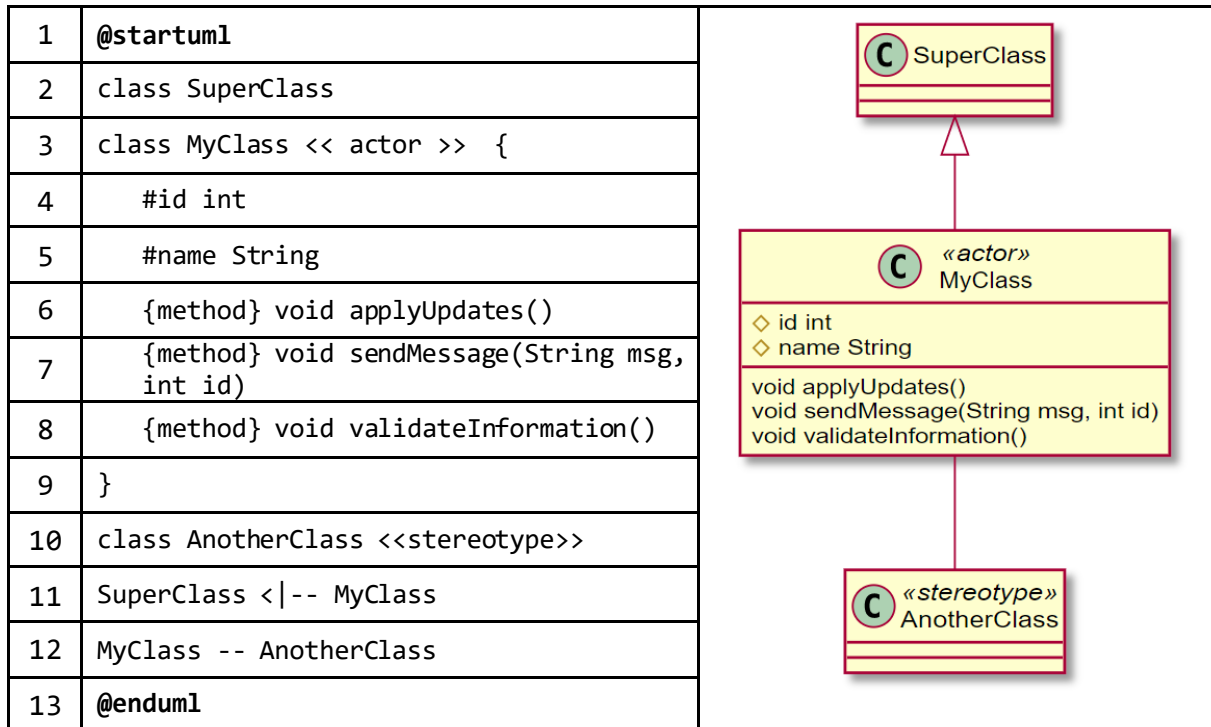 1 @startuml
2 class SuperClass
3 class MyClass << actor >> {
4 #id int
5 #name String
6 {method} void applyUpdates()
7 {method} void sendMessage(String msg,
int id)
8 {method} void validateInformation()
9 }
10 class AnotherClass <<stereotype>>
11 SuperClass <|-- MyClass
12 MyClass -- AnotherClass
13 @enduml
C SuperClass
C «actor»
MyClass
id int
name String
void applyUpdates()
void sendMessage(String msg, int id)
void validateInformation()
C «stereotype»
AnotherClass